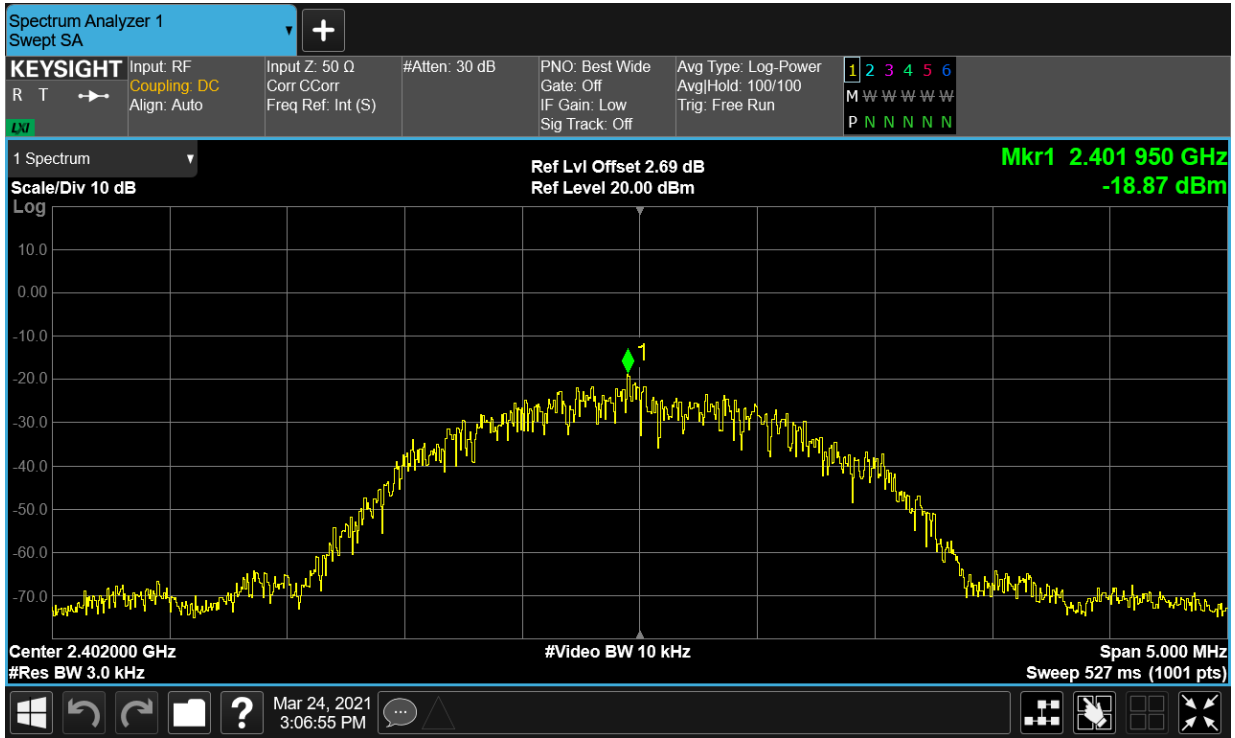 Spectrum Analyzer 1
Swept SA
+
KEYSIGHT
R T
LXI
Input: RF
Coupling: DC
Align: Auto
Input Z: 50 Ω
Corr CCorr
Freq Ref: Int (S)
#Atten: 30 dB
PNO: Best Wide
Gate: Off
IF Gain: Low
Sig Track: Off
Avg Type: Log-Power
Avg|Hold: 100/100
Trig: Free Run
1 2 3 4 5 6
M W W W W W
P N N N N N
1 Spectrum
Scale/Div 10 dB
Log
Ref Lvl Offset 2.69 dB
Ref Level 20.00 dBm
Mkr1 2.401 950 GHz
-18.87 dBm
10.0
0.00
-10.0
-20.0
-30.0
-40.0
-50.0
-60.0
-70.0
1
Center 2.402000 GHz
#Res BW 3.0 kHz
#Video BW 10 kHz
Span 5.000 MHz
Sweep 527 ms (1001 pts)
?
Mar 24, 2021
3:06:55 PM